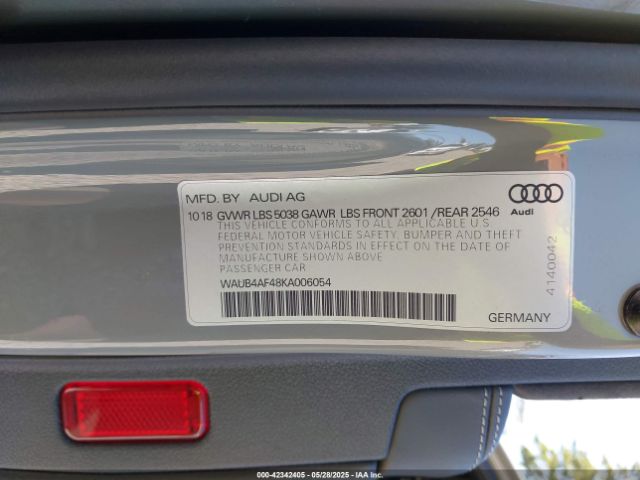 MFD. BY AUDI AG
10 18 GVWR LBS 5038 GAWR LBS FRONT 2601 /REAR 2546
THIS VEHICLE CONFORMS TO ALL APPLICABLE U.S
FEDERAL MOTOR VEHICLE SAFETY, BUMPER AND THEFT
PREVENTION STANDARDS IN EFFECT ON THE DATE OF
MANUFACTURE SHOWN ABOVE
PASSENGER CAR
WAUB4AF48KA006054
Audi
4140042
GERMANY
000-42342405 - 05/28/2025 - IAA Inc.